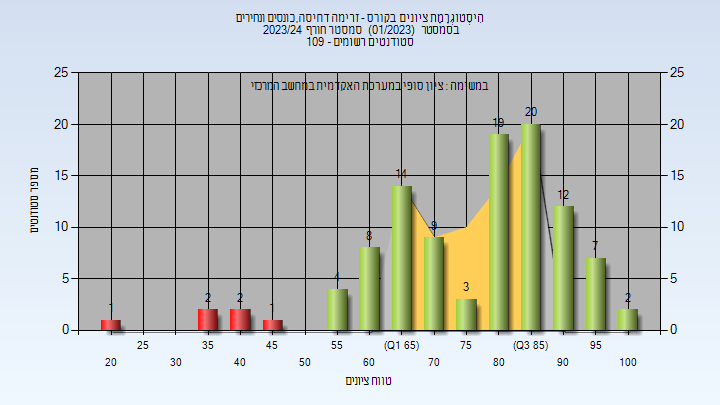 היסטוגרמת ציונים בקורס - זרימה דחיסה,כונסים ונחירים
בסמסטר (01/2023) סמסטר חורף 2023/24
סטודנטים רשומים - 109
במשימה : ציון סופי במערכת האקדמית במחשב המרכזי
25 25
20 20
15 15
10 10
5 5
0 0
מספר סטודנטים
1 2 2 1 4 8 14 9 3 19 20 12 7 2
25 35 45 55 (Q1 65) 75 (Q3 85) 95
20 30 40 50 60 70 80 90 100
טווח ציונים